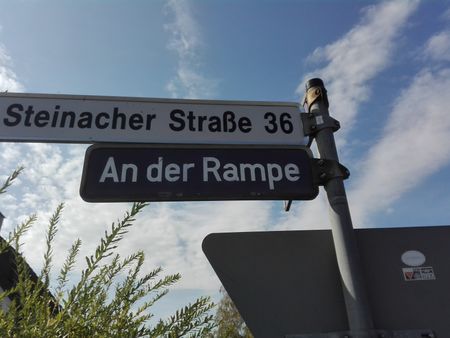 Steinacher Straße 36
An der Rampe